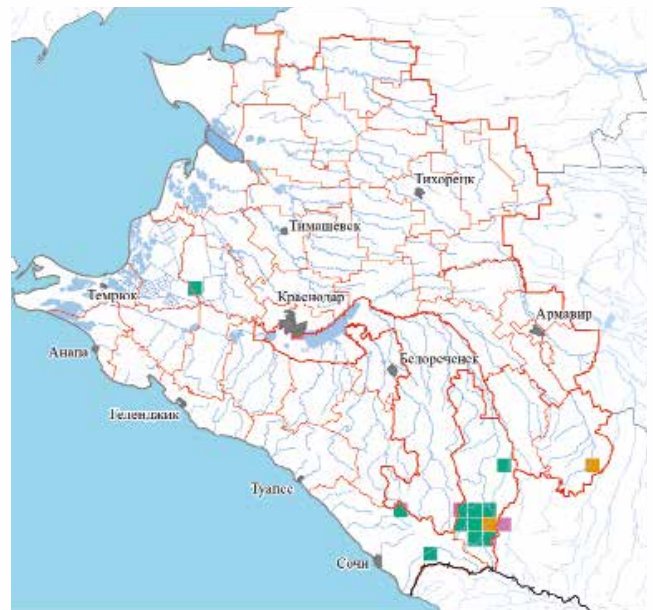 Тихорецк
Тимашевск
Темрюк
Краснодар
Армавир
Анапа
Белореченск
Геленджик
Туапсе
Сочи